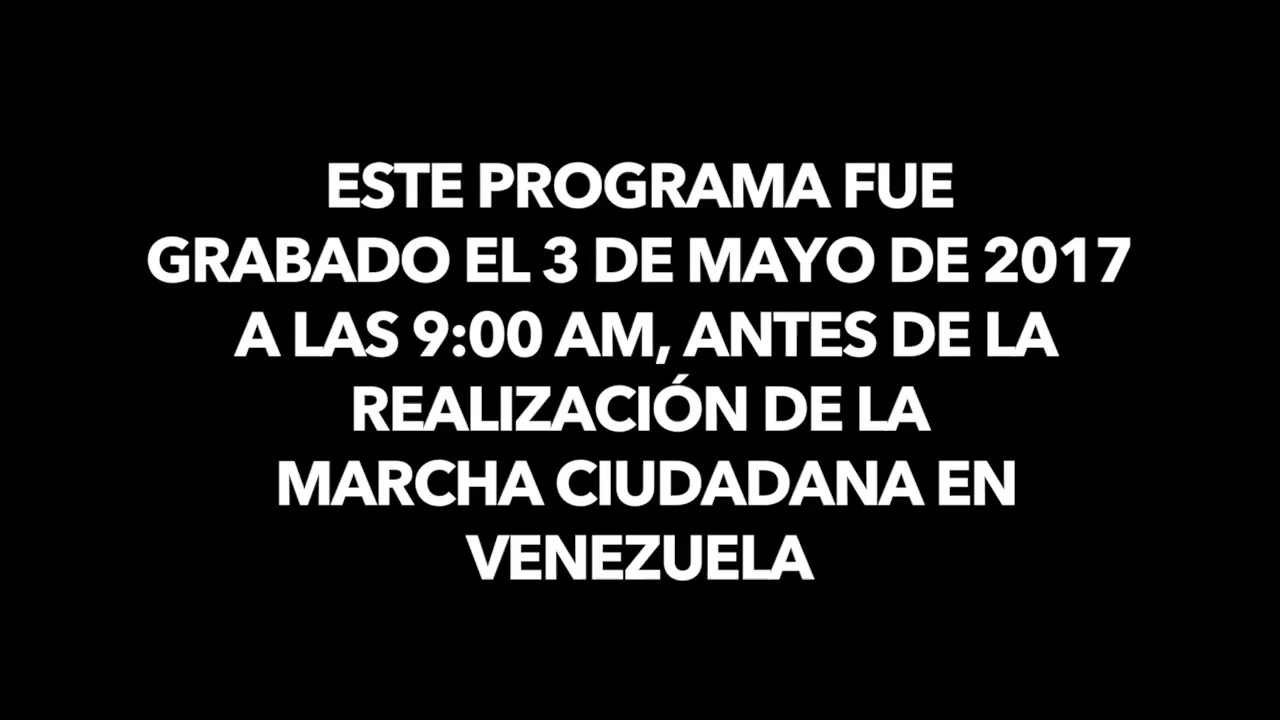 ESTE PROGRAMA FUE
GRABADO EL 3 DE MAYO DE 2017
A LAS 9:00 AM, ANTES DE LA
REALIZACIÓN DE LA
MARCHA CIUDADANA EN
VENEZUELA